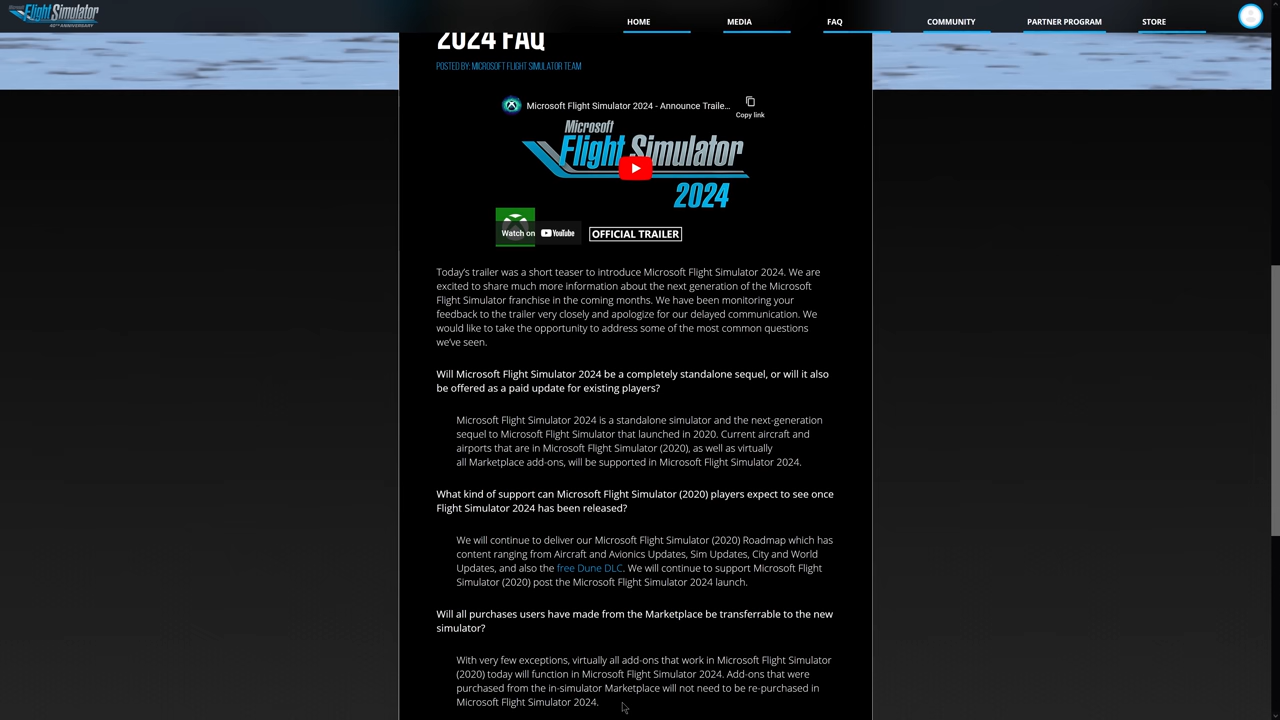 Microsoft
Flight Simulator
40TH ANNIVERSARY
HOME
MEDIA
FAQ
COMMUNITY
PARTNER PROGRAM
STORE
2024 FAQ
POSTED BY: MICROSOFT FLIGHT SIMULATOR TEAM
Microsoft Flight Simulator 2024 - Announce Traile...
Copy link
Microsoft
Flight Simulator
2024
Watch on YouTube
OFFICIAL TRAILER
Today’s trailer was a short teaser to introduce Microsoft Flight Simulator 2024. We are
excited to share much more information about the next generation of the Microsoft
Flight Simulator franchise in the coming months. We have been monitoring your
feedback to the trailer very closely and apologize for our delayed communication. We
would like to take the opportunity to address some of the most common questions
we’ve seen.
Will Microsoft Flight Simulator 2024 be a completely standalone sequel, or will it also
be offered as a paid update for existing players?
Microsoft Flight Simulator 2024 is a standalone simulator and the next-generation
sequel to Microsoft Flight Simulator that launched in 2020. Current aircraft and
airports that are in Microsoft Flight Simulator (2020), as well as virtually
all Marketplace add-ons, will be supported in Microsoft Flight Simulator 2024.
What kind of support can Microsoft Flight Simulator (2020) players expect to see once
Flight Simulator 2024 has been released?
We will continue to deliver our Microsoft Flight Simulator (2020) Roadmap which has
content ranging from Aircraft and Avionics Updates, Sim Updates, City and World
Updates, and also the free Dune DLC. We will continue to support Microsoft Flight
Simulator (2020) post the Microsoft Flight Simulator 2024 launch.
Will all purchases users have made from the Marketplace be transferrable to the new
simulator?
With very few exceptions, virtually all add-ons that work in Microsoft Flight Simulator
(2020) today will function in Microsoft Flight Simulator 2024. Add-ons that were
purchased from the in-simulator Marketplace will not need to be re-purchased in
Microsoft Flight Simulator 2024.